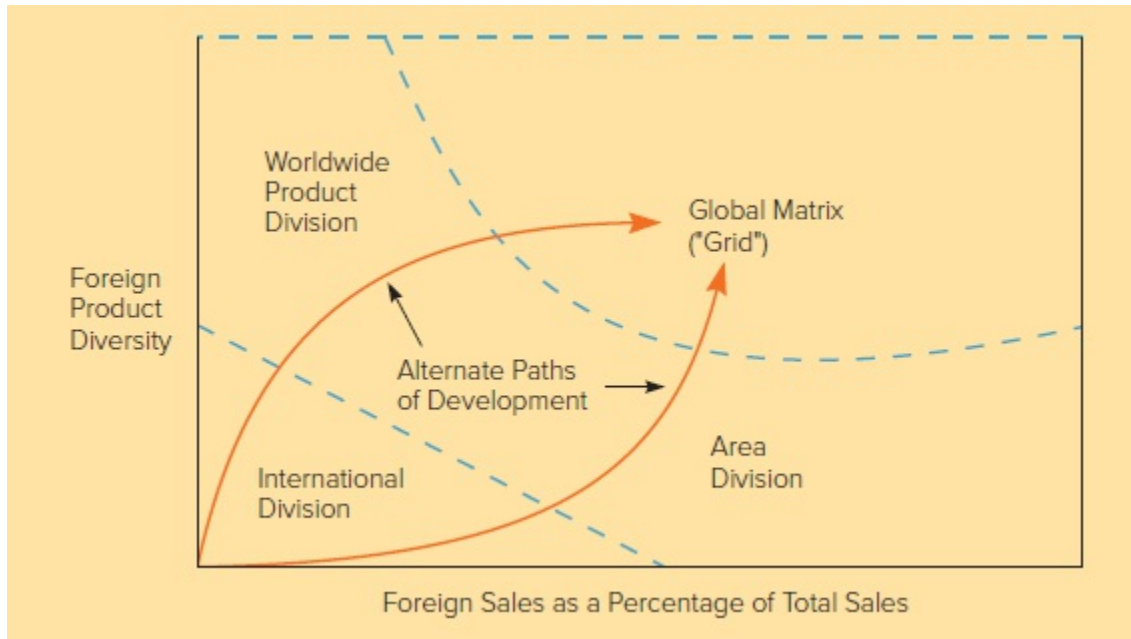 Worldwide
Product
Division
Global Matrix
("Grid")
Foreign
Product
Diversity
Alternate Paths
of Development
International
Division
Area
Division
Foreign Sales as a Percentage of Total Sales